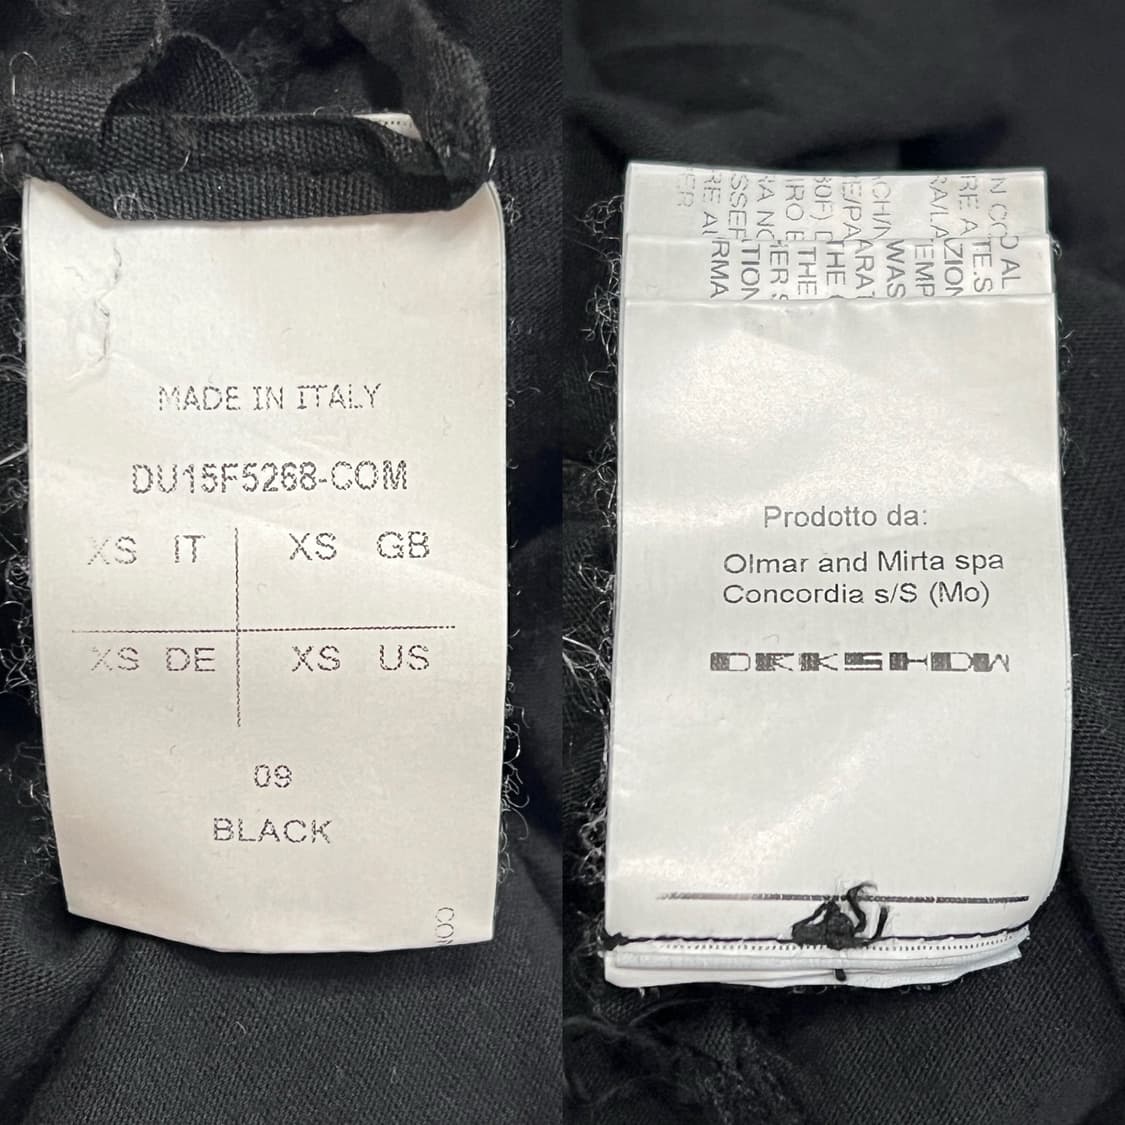 MADE IN ITALY
DU15F5268-COM
XS IT XS GB
XS DE XS US
09
BLACK
Prodotto da:
Olmar and Mirta spa
Concordia s/S (Mo)
DRKSHDW